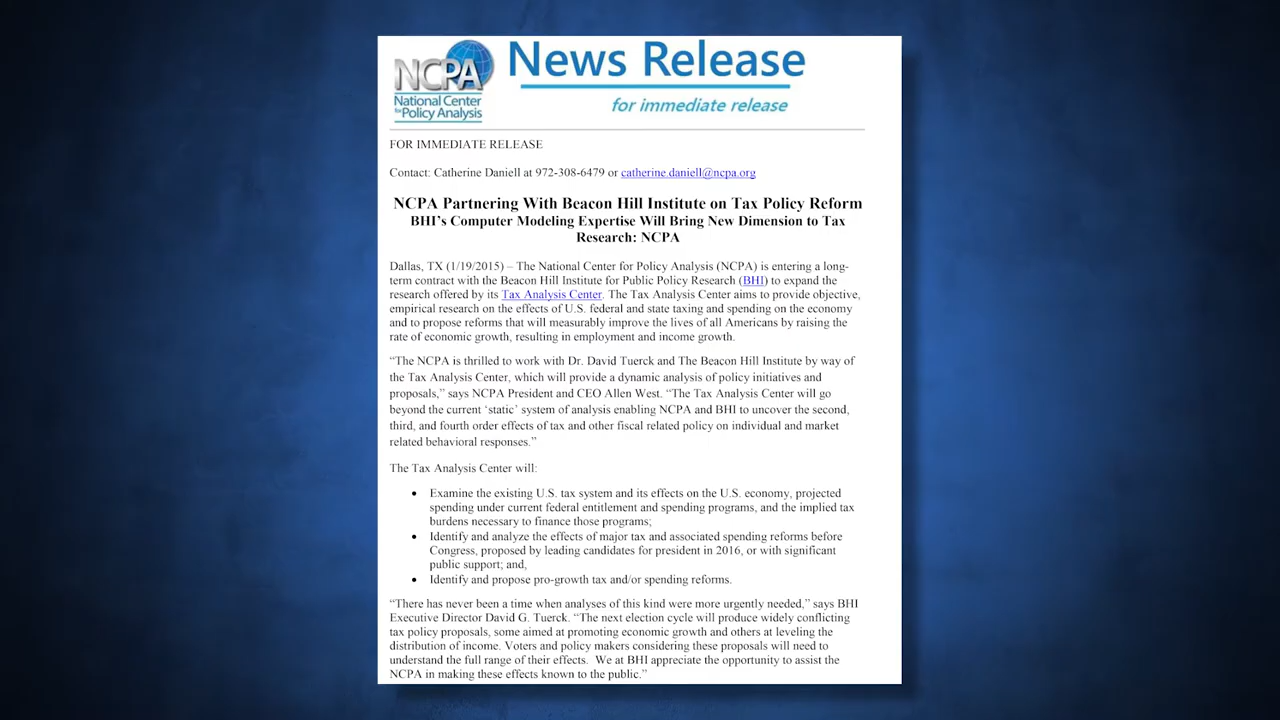 NCPA
National Center
for Policy Analysis
News Release
for immediate release
FOR IMMEDIATE RELEASE
Contact: Catherine Daniell at 972-308-6479 or catherine.daniell@ncpa.org
NCPA Partnering With Beacon Hill Institute on Tax Policy Reform
BHI’s Computer Modeling Expertise Will Bring New Dimension to Tax
Research: NCPA
Dallas, TX (1/19/2015) – The National Center for Policy Analysis (NCPA) is entering a long-
term contract with the Beacon Hill Institute for Public Policy Research (BHI) to expand the
research offered by its Tax Analysis Center. The Tax Analysis Center aims to provide objective,
empirical research on the effects of U.S. federal and state taxing and spending on the economy
and to propose reforms that will measurably improve the lives of all Americans by raising the
rate of economic growth, resulting in employment and income growth.
“The NCPA is thrilled to work with Dr. David Tuerck and The Beacon Hill Institute by way of
the Tax Analysis Center, which will provide a dynamic analysis of policy initiatives and
proposals,” says NCPA President and CEO Allen West. “The Tax Analysis Center will go
beyond the current ‘static’ system of analysis enabling NCPA and BHI to uncover the second,
third, and fourth order effects of tax and other fiscal related policy on individual and market
related behavioral responses.”
The Tax Analysis Center will:
• Examine the existing U.S. tax system and its effects on the U.S. economy, projected
spending under current federal entitlement and spending programs, and the implied tax
burdens necessary to finance those programs;
• Identify and analyze the effects of major tax and associated spending reforms before
Congress, proposed by leading candidates for president in 2016, or with significant
public support; and,
• Identify and propose pro-growth tax and/or spending reforms.
“There has never been a time when analyses of this kind were more urgently needed,” says BHI
Executive Director David G. Tuerck. “The next election cycle will produce widely conflicting
tax policy proposals, some aimed at promoting economic growth and others at leveling the
distribution of income. Voters and policy makers considering these proposals will need to
understand the full range of their effects. We at BHI appreciate the opportunity to assist the
NCPA in making these effects known to the public.”